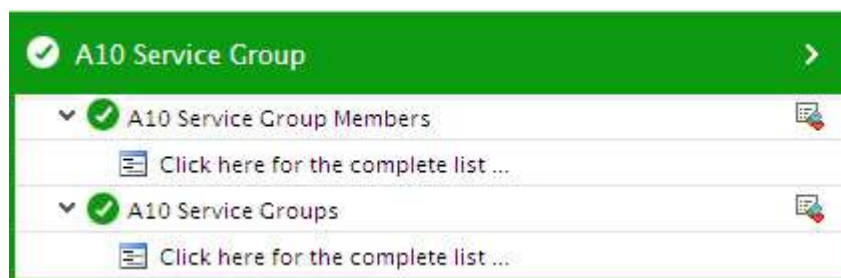 A10 Service Group
A10 Service Group Members
Click here for the complete list ...
A10 Service Groups
Click here for the complete list ...